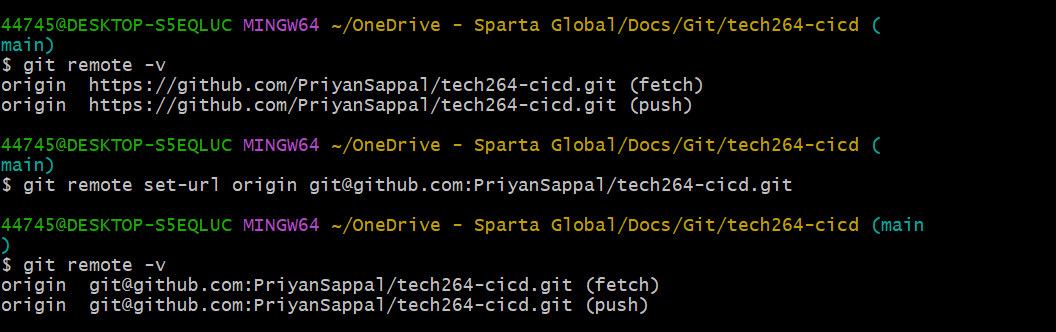 44745@DESKTOP-S5EQLUC MINGW64 ~/OneDrive - Sparta Global/Docs/Git/tech264-cicd (
main)
$ git remote -v
origin  https://github.com/PriyanSappal/tech264-cicd.git (fetch)
origin  https://github.com/PriyanSappal/tech264-cicd.git (push)

44745@DESKTOP-S5EQLUC MINGW64 ~/OneDrive - Sparta Global/Docs/Git/tech264-cicd (
main)
$ git remote set-url origin git@github.com:PriyanSappal/tech264-cicd.git

44745@DESKTOP-S5EQLUC MINGW64 ~/OneDrive - Sparta Global/Docs/Git/tech264-cicd (main
)
$ git remote -v
origin  git@github.com:PriyanSappal/tech264-cicd.git (fetch)
origin  git@github.com:PriyanSappal/tech264-cicd.git (push)